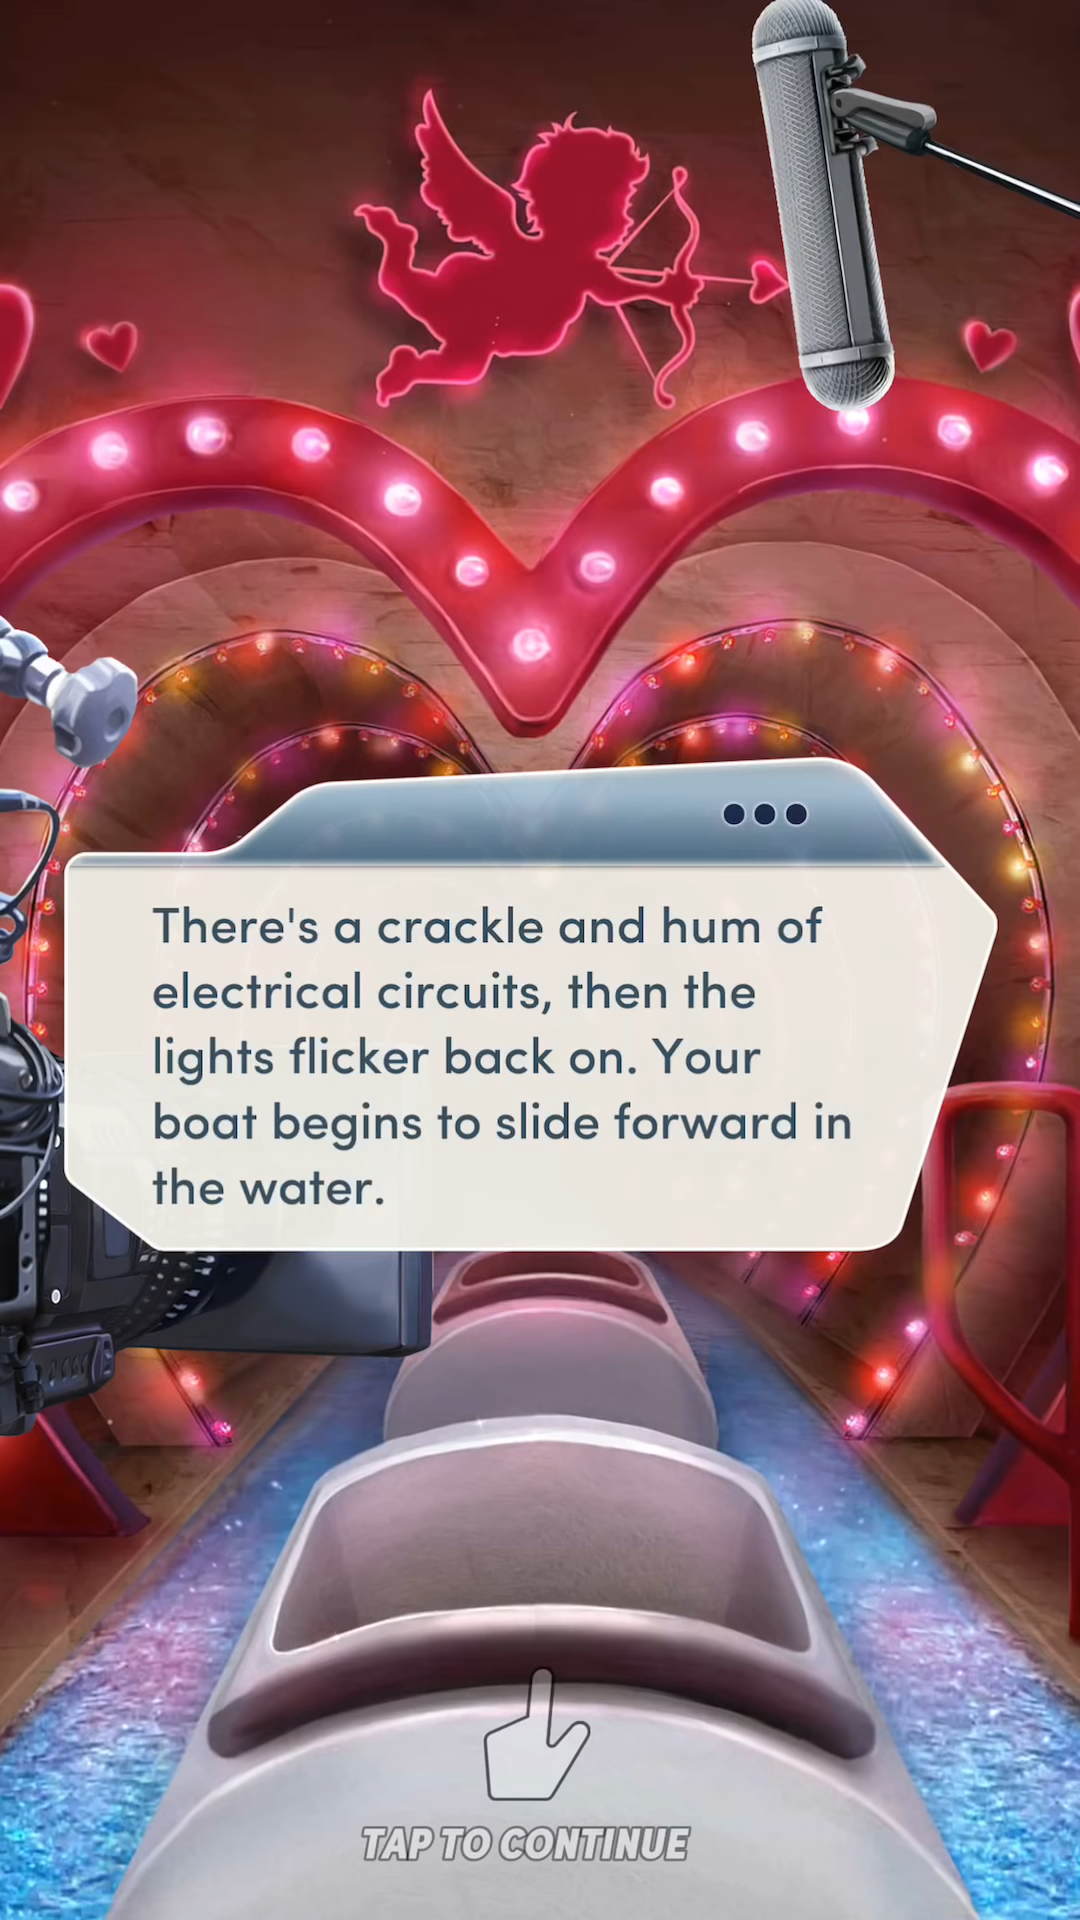 There's a crackle and hum of
electrical circuits, then the
lights flicker back on. Your
boat begins to slide forward in
the water.
TAP TO CONTINUE